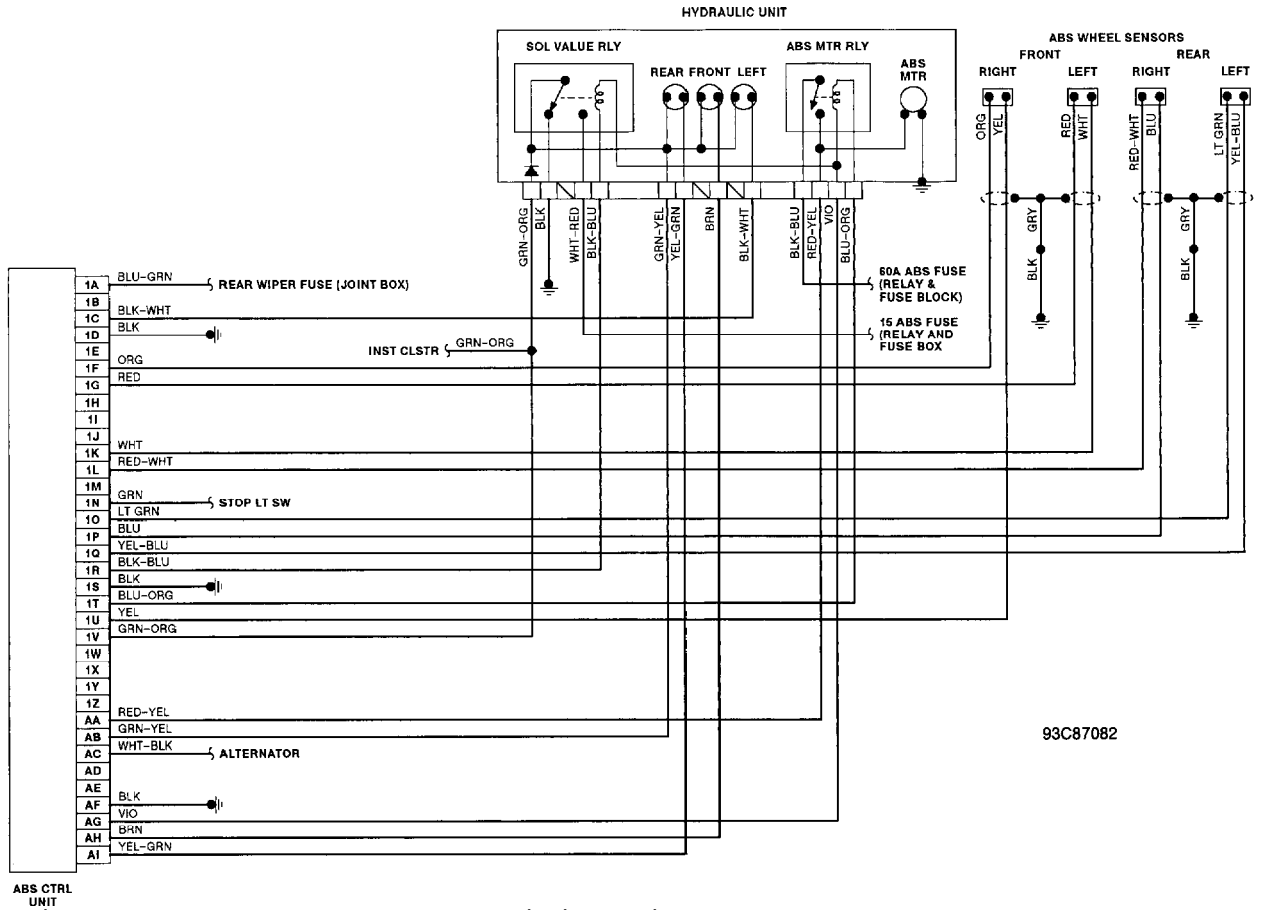 HYDRAULIC UNIT
SOL VALUE RLY
ABS MTR RLY
ABS
MTR
REAR FRONT LEFT
ABS WHEEL SENSORS
FRONT
REAR
RIGHT
LEFT
RIGHT
LEFT
ORG
YEL
RED
WHT
RED-WHT
BLU
LT GRN
YEL-BLU
GRY
BLK
GRY
BLK
GRN-ORG
BLK
WHT-RED
BLK-BLU
GRN-YEL
YEL-GRN
BRN
BLK-WHT
BLK-BLU
RED-YEL
VIO
BLU-ORG
60A ABS FUSE
(RELAY &
FUSE BLOCK)
15 ABS FUSE
(RELAY AND
FUSE BOX
INST CLSTR
GRN-ORG
1A BLU-GRN REAR WIPER FUSE (JOINT BOX)
1B
1C BLK-WHT
1D BLK
1E
1F ORG
1G RED
1H
1I
1J
1K WHT
1L RED-WHT
1M
1N GRN STOP LT SW
1O LT GRN
1P BLU
1Q YEL-BLU
1R BLK-BLU
1S BLK
1T BLU-ORG
1U YEL
1V GRN-ORG
1W
1X
1Y
1Z
AA RED-YEL
AB GRN-YEL
AC WHT-BLK ALTERNATOR
AD
AE
AF BLK
AG VIO
AH BRN
AI YEL-GRN
93C87082
ABS CTRL
UNIT